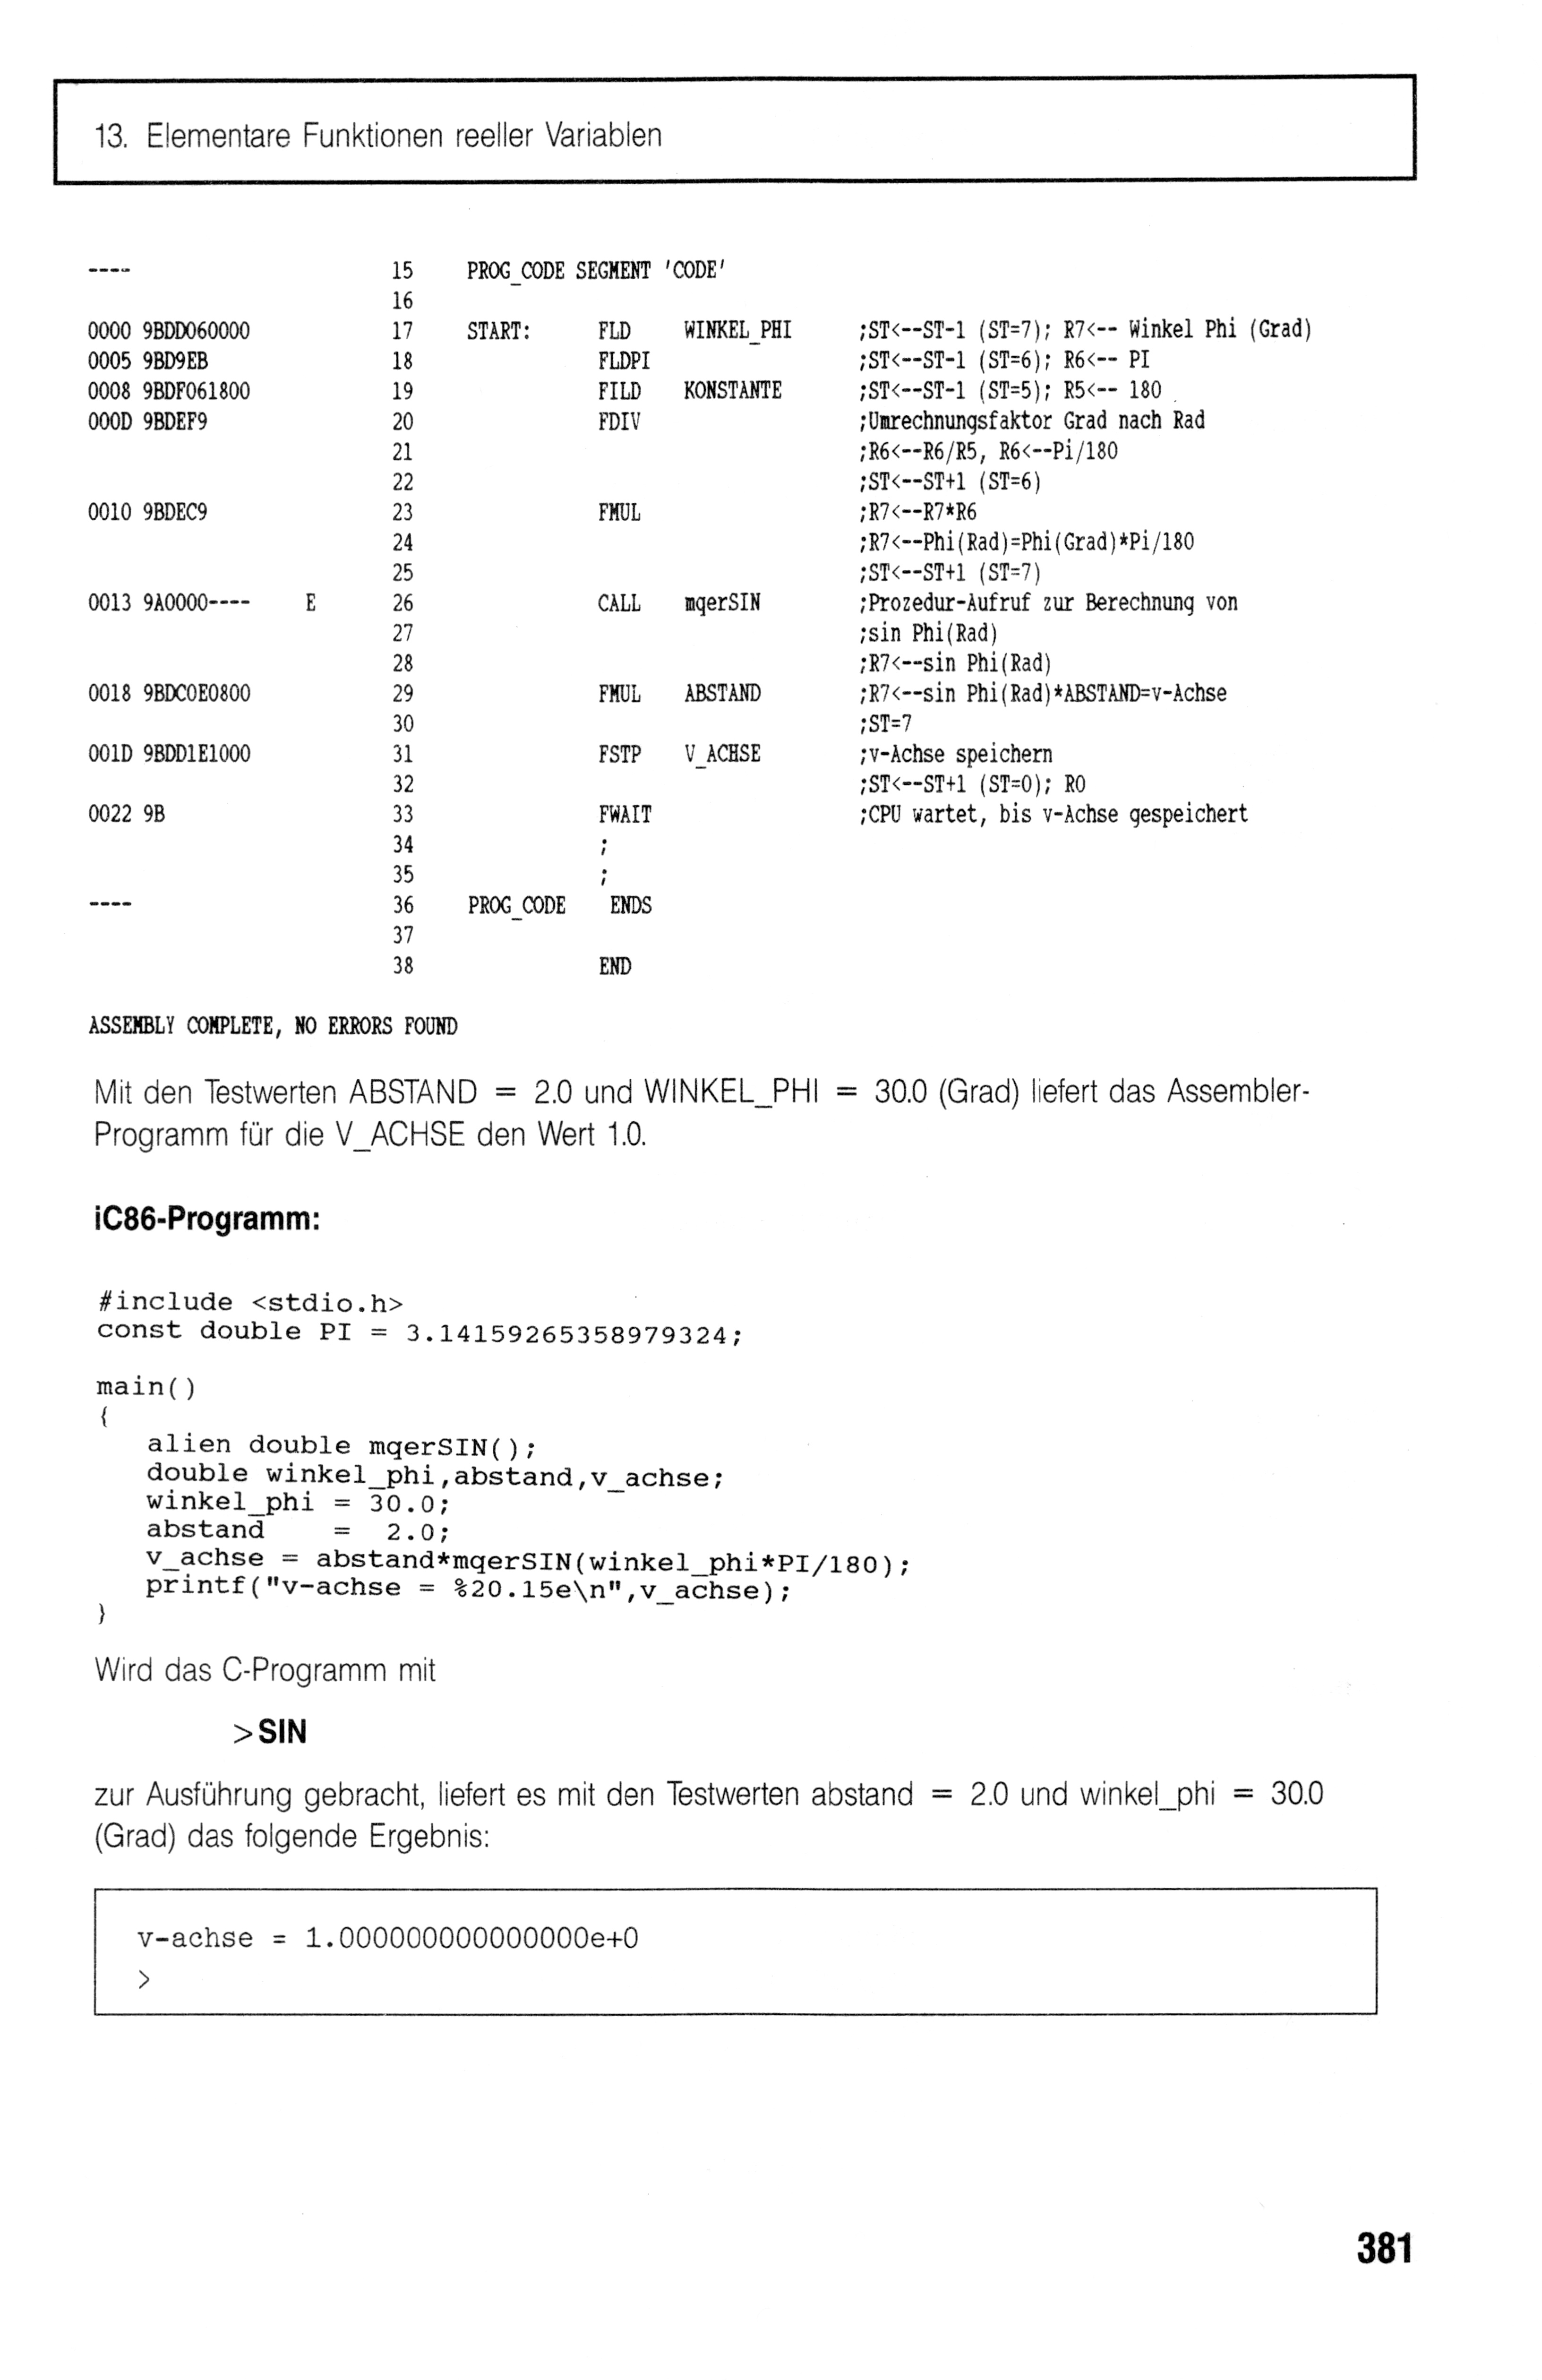 13. Elementare Funktionen reeller Variablen
---- 15 PROG_CODE SEGMENT 'CODE'
16
0000 9BDD060000 17 START: FLD WINKEL_PHI ;ST<--ST-1 (ST=7); R7<-- Winkel Phi (Grad)
0005 9BD9EB 18 FLDPI ;ST<--ST-1 (ST=6); R6<-- PI
0008 9BDF061800 19 FILD KONSTANTE ;ST<--ST-1 (ST=5); R5<-- 180
000D 9BDEF9 20 FDIV ;Umrechnungsfaktor Grad nach Rad
21 ;R6<--R6/R5, R6<--Pi/180
22 ;ST<--ST+1 (ST=6)
0010 9BDEC9 23 FMUL ;R7<--R7*R6
24 ;R7<--Phi(Rad)=Phi(Grad)*Pi/180
25 ;ST<--ST+1 (ST=7)
0013 9A0000---- E 26 CALL mqerSIN ;Prozedur-Aufruf zur Berechnung von
27 ;sin Phi(Rad)
28 ;R7<--sin Phi(Rad)
0018 9BDC0E0800 29 FMUL ABSTAND ;R7<--sin Phi(Rad)*ABSTAND=v-Achse
30 ;ST=7
001D 9BDD1E1000 31 FSTP V_ACHSE ;v-Achse speichern
32 ;ST<--ST+1 (ST=0); R0
0022 9B 33 FWAIT ;CPU wartet, bis v-Achse gespeichert
34 ;
35 ;
---- 36 PROG_CODE ENDS
37
38 END
ASSEMBLY COMPLETE, NO ERRORS FOUND
Mit den Testwerten ABSTAND = 2.0 und WINKEL_PHI = 30.0 (Grad) liefert das Assembler-
Programm für die V_ACHSE den Wert 1.0.
iC86-Programm:
#include <stdio.h>
const double PI = 3.14159265358979324;
main()
{
alien double mqerSIN();
double winkel_phi,abstand,v_achse;
winkel_phi = 30.0;
abstand = 2.0;
v_achse = abstand*mqerSIN(winkel_phi*PI/180);
printf("v-achse = %20.15e\n",v_achse);
}
Wird das C-Programm mit
>SIN
zur Ausführung gebracht, liefert es mit den Testwerten abstand = 2.0 und winkel_phi = 30.0
(Grad) das folgende Ergebnis:
v-achse = 1.000000000000000e+0
>
381